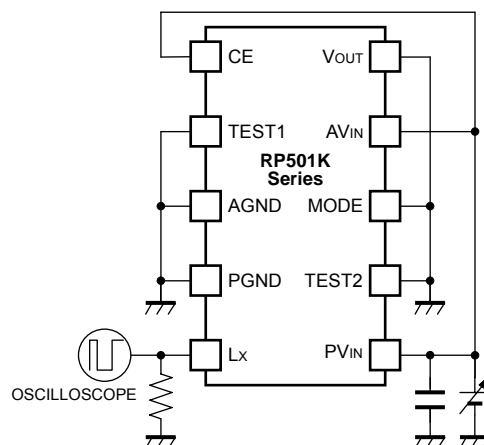 CE
VOUT
TEST1
AVIN
RP501K
Series
AGND
MODE
PGND
TEST2
LX
PVIN
OSCILLOSCOPE